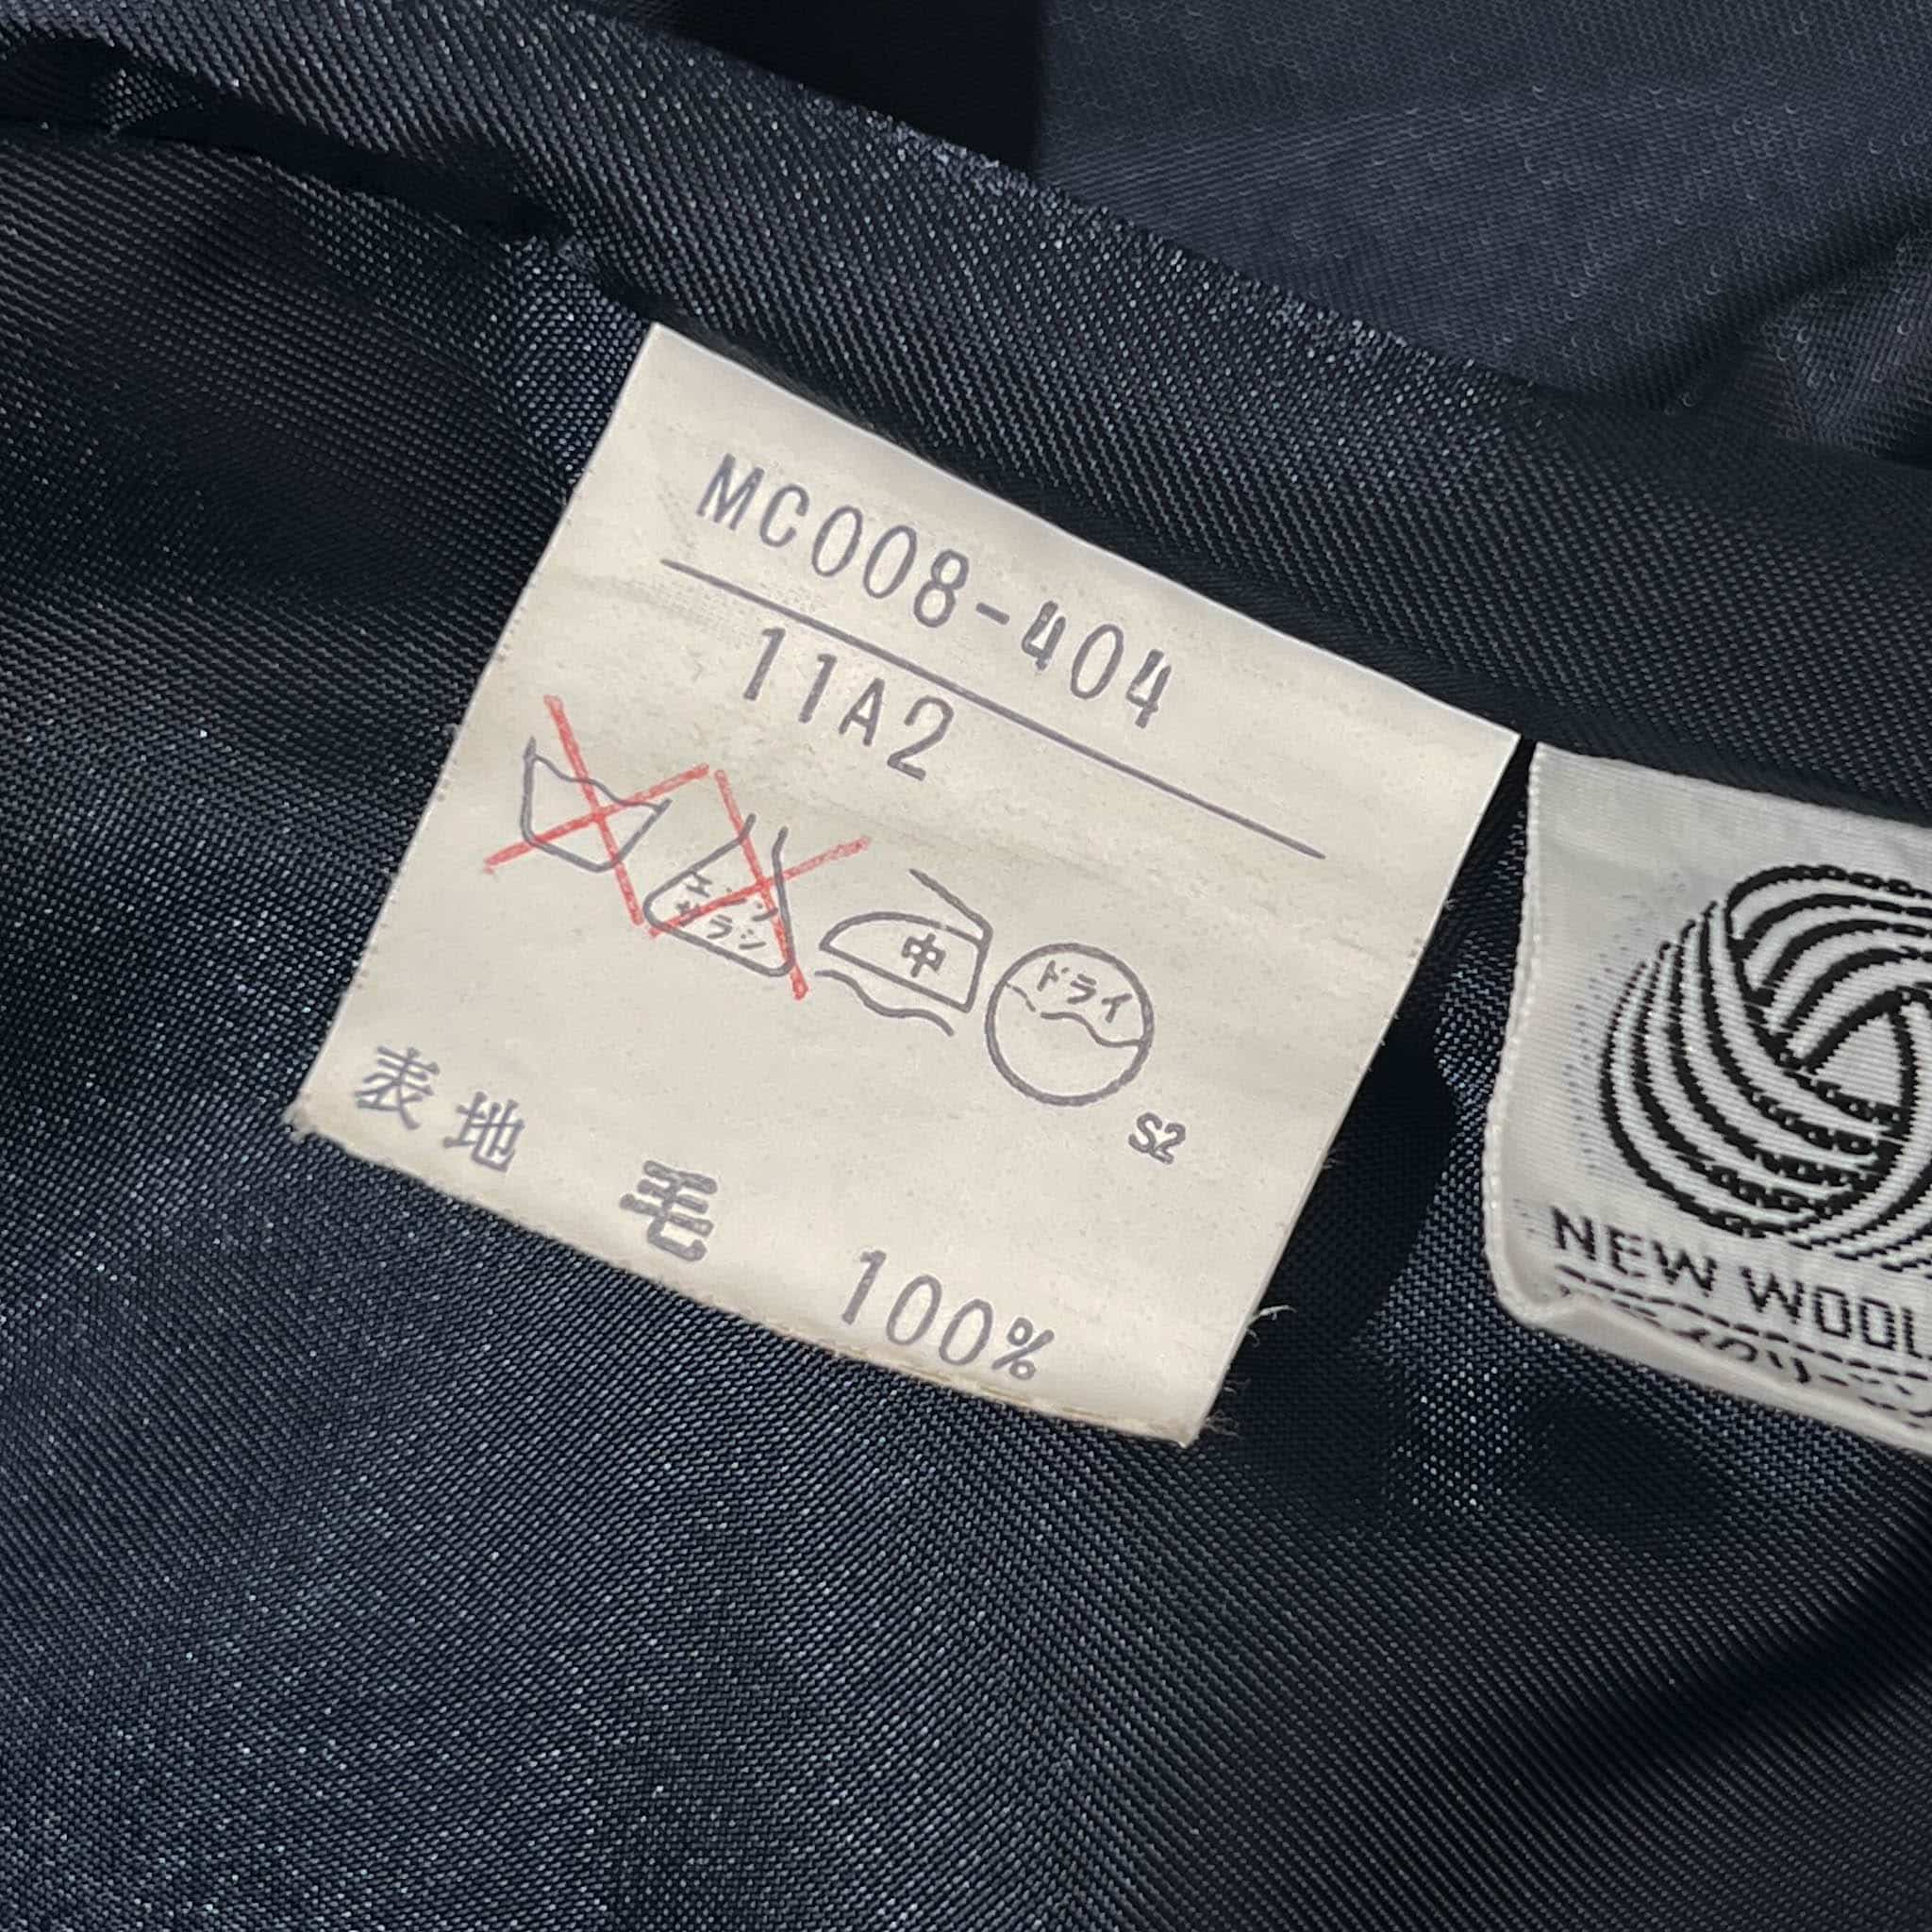 MC008-404
11A2
エンソ
サラシ
中
ドライ
S2
表地 毛 100%
NEW WOOL